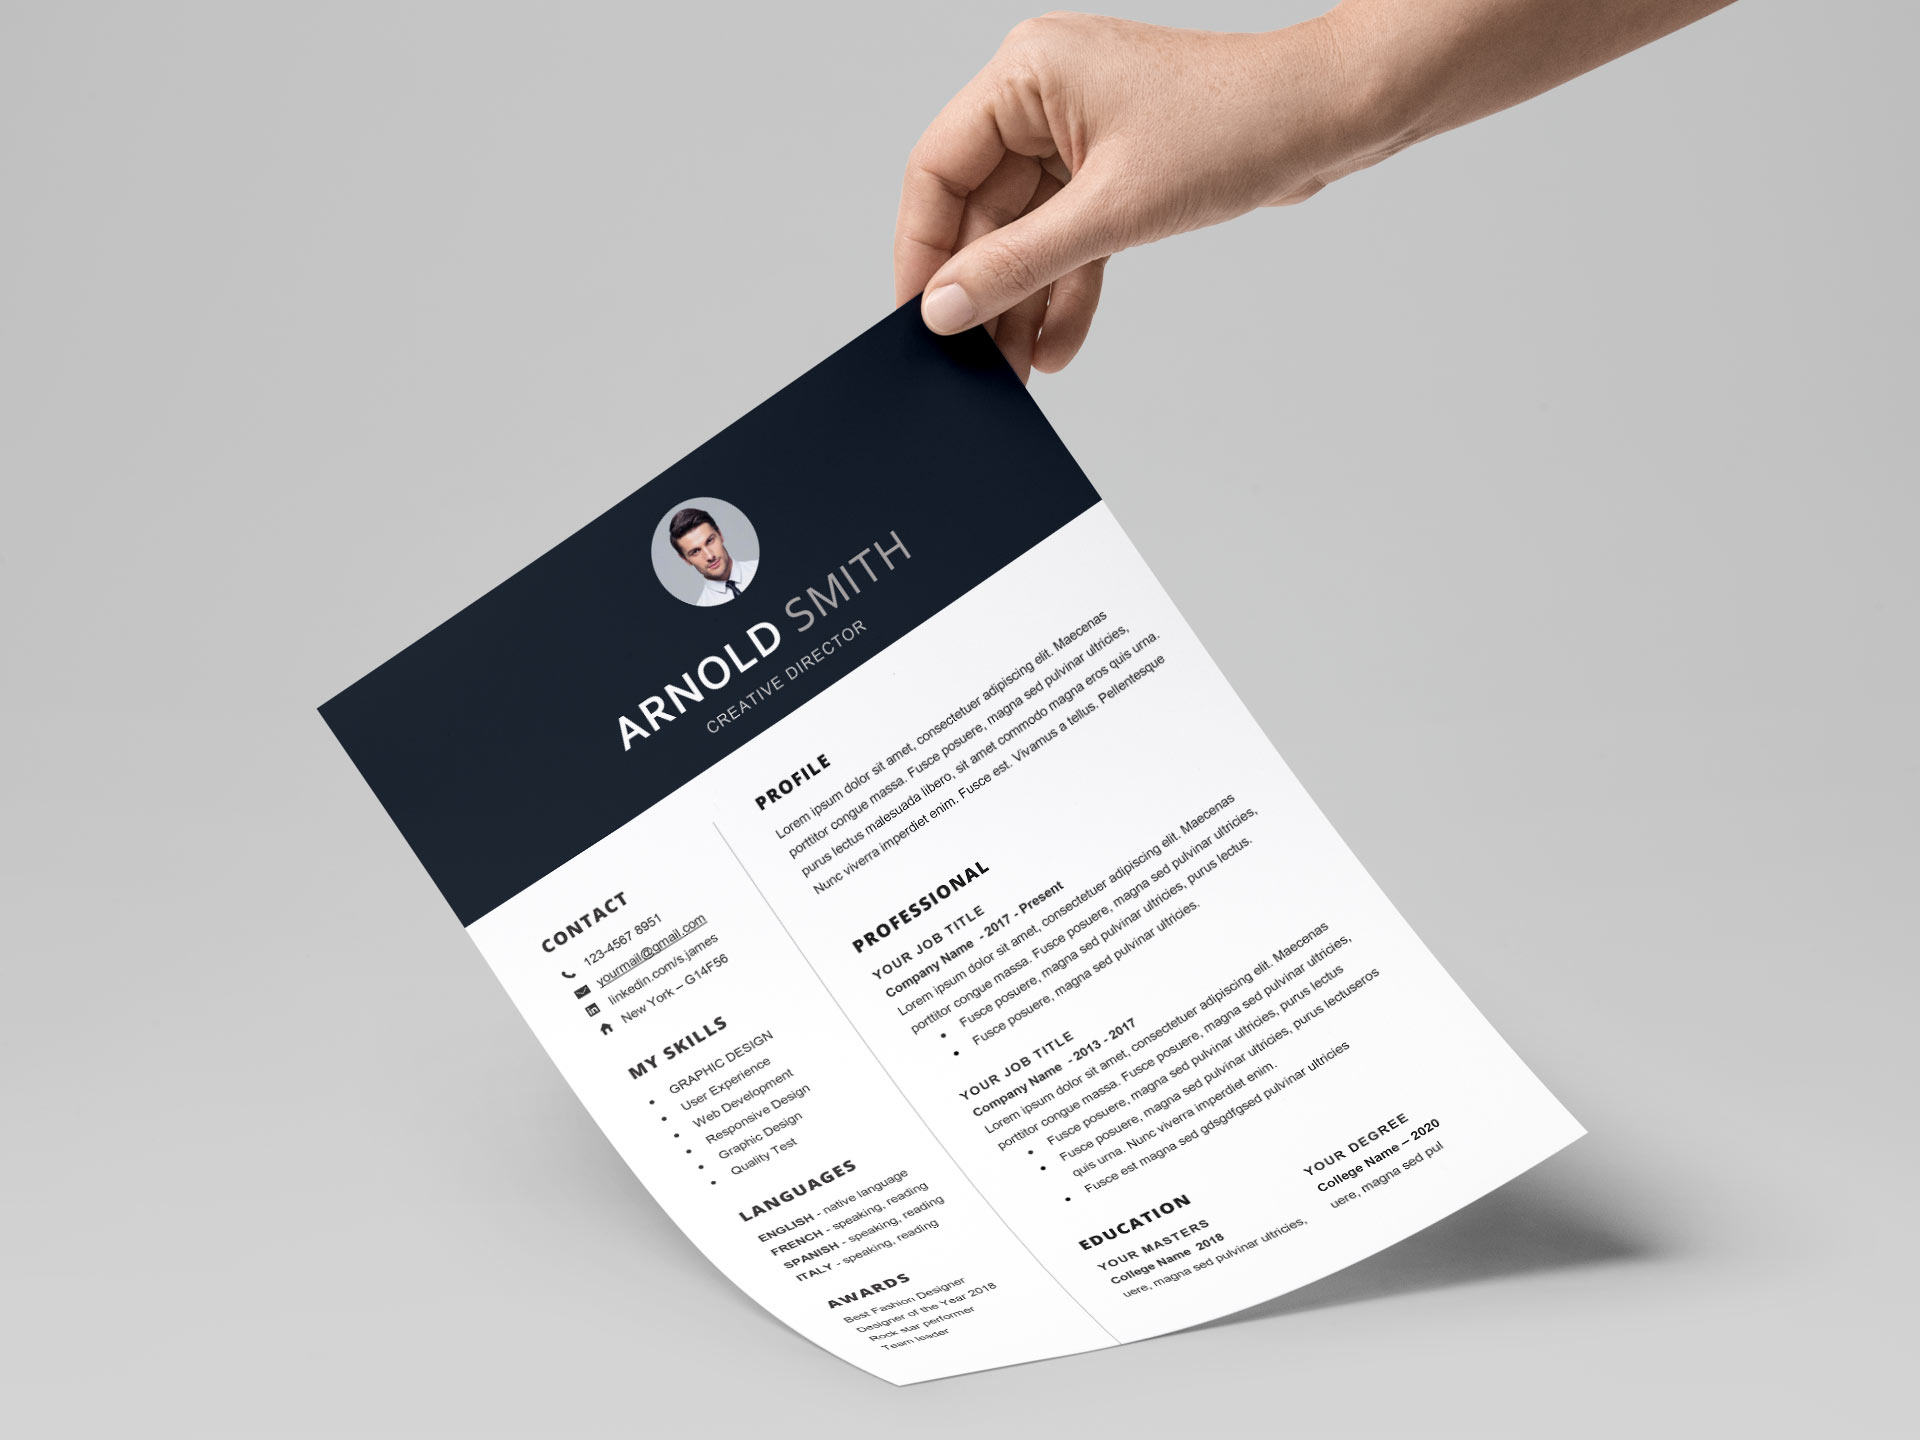 ARNOLD SMITH
CREATIVE DIRECTOR
CONTACT
123-4567 8951
yourmail@gmail.com
linkedin.com/s.james
New York – G14F56
MY SKILLS
• GRAPHIC DESIGN
• User Experience
• Web Development
• Responsive Design
• Graphic Design
• Quality Test
LANGUAGES
ENGLISH - native language
FRENCH - speaking, reading
SPANISH - speaking, reading
ITALY - speaking, reading
AWARDS
Best Fashion Designer
Designer of the Year 2018
Rock star performer
Team leader
PROFILE
Lorem ipsum dolor sit amet, consectetuer adipiscing elit. Maecenas
porttitor congue massa. Fusce posuere, magna sed pulvinar ultricies,
purus lectus malesuada libero, sit amet commodo magna eros quis urna.
Nunc viverra imperdiet enim. Fusce est. Vivamus a tellus. Pellentesque
PROFESSIONAL
YOUR JOB TITLE
Company Name - 2017 - Present
Lorem ipsum dolor sit amet, consectetuer adipiscing elit. Maecenas
porttitor congue massa. Fusce posuere, magna sed pulvinar ultricies,
• Fusce posuere, magna sed pulvinar ultricies, purus lectus.
• Fusce posuere, magna sed pulvinar ultricies.
YOUR JOB TITLE
Company Name - 2013 - 2017
Lorem ipsum dolor sit amet, consectetuer adipiscing elit. Maecenas
porttitor congue massa. Fusce posuere, magna sed pulvinar ultricies,
• Fusce posuere, magna sed pulvinar ultricies, purus lectus
• Fusce posuere, magna sed pulvinar ultricies, purus lectuseros
quis urna. Nunc viverra imperdiet enim.
• Fusce est magna sed gdsgdfgsed pulvinar ultricies
EDUCATION
YOUR MASTERS
College Name 2018
uere, magna sed pulvinar ultricies,
YOUR DEGREE
College Name – 2020
uere, magna sed pul